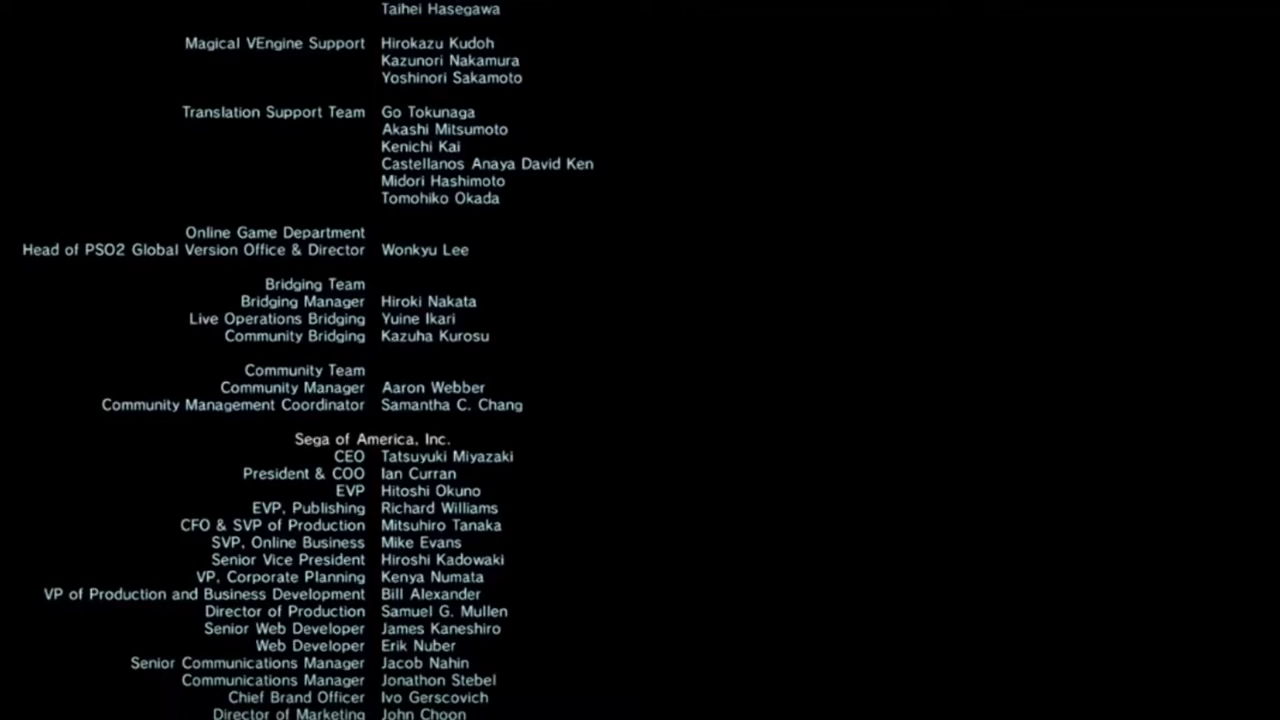 Taihei Hasegawa
Magical VEngine Support Hirokazu Kudoh
Kazunori Nakamura
Yoshinori Sakamoto
Translation Support Team Go Tokunaga
Akashi Mitsumoto
Kenichi Kai
Castellanos Anaya David Ken
Midori Hashimoto
Tomohiko Okada
Online Game Department
Head of PSO2 Global Version Office & Director Wonkyu Lee
Bridging Team
Bridging Manager Hiroki Nakata
Live Operations Bridging Yuine Ikari
Community Bridging Kazuha Kurosu
Community Team
Community Manager Aaron Webber
Community Management Coordinator Samantha C. Chang
Sega of America, Inc.
CEO Tatsuyuki Miyazaki
President & COO Ian Curran
EVP Hitoshi Okuno
EVP, Publishing Richard Williams
CFO & SVP of Production Mitsuhiro Tanaka
SVP, Online Business Mike Evans
Senior Vice President Hiroshi Kadowaki
VP, Corporate Planning Kenya Numata
VP of Production and Business Development Bill Alexander
Director of Production Samuel G. Mullen
Senior Web Developer James Kaneshiro
Web Developer Erik Nuber
Senior Communications Manager Jacob Nahin
Communications Manager Jonathon Stebel
Chief Brand Officer Ivo Gerscovich
Director of Marketing John Choon